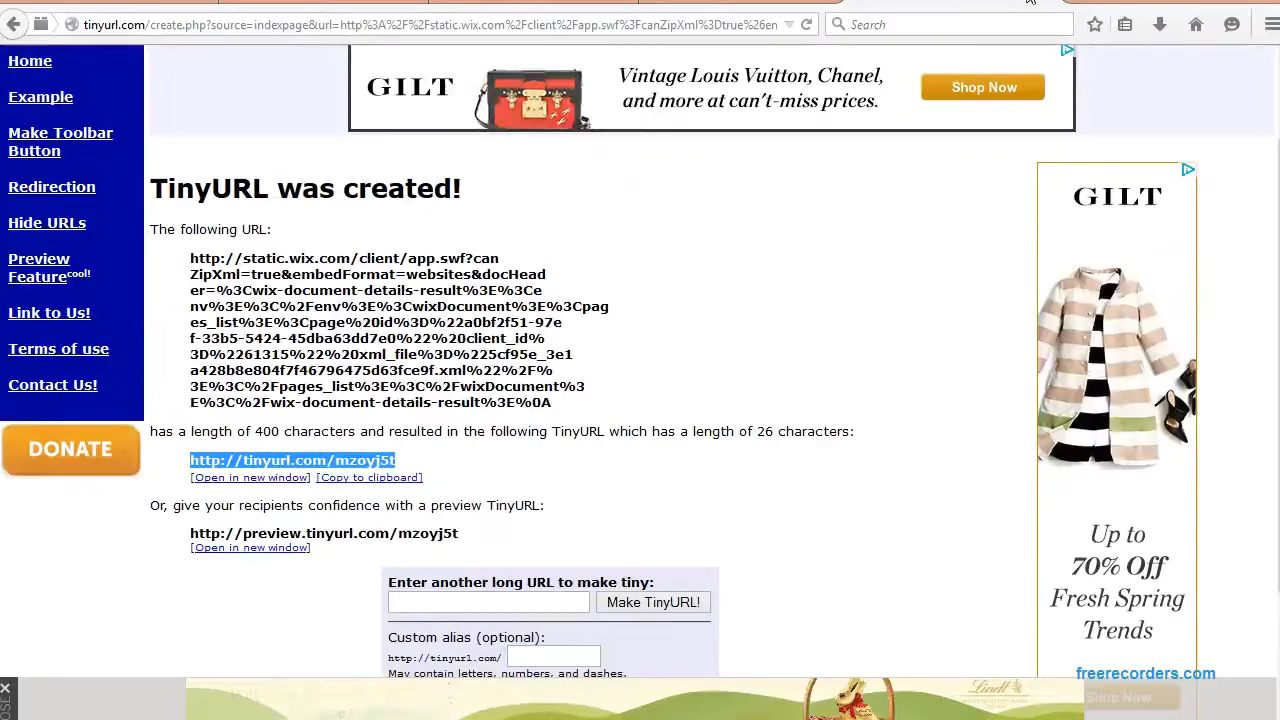 tinyurl.com/create.php?source=indexpage&url=http%3A%2F%2Fstatic.wix.com%2Fclient%2Fapp.swf%3FcanZipXml%3Dtrue%26en
Search
Home
Example
Make Toolbar
Button
Redirection
Hide URLs
Preview
Feature cool!
Link to Us!
Terms of use
Contact Us!
DONATE
GILT
Vintage Louis Vuitton, Chanel,
and more at can't-miss prices.
Shop Now
TinyURL was created!
The following URL:
http://static.wix.com/client/app.swf?can
ZipXml=true&embedFormat=websites&docHead
er=%3Cwix-document-details-result%3E%3Ce
nv%3E%3C%2Fenv%3E%3CwixDocument%3E%3Cpag
es_list%3E%3Cpage%20id%3D%22a0bf2f51-97e
f-33b5-5424-45dba63dd7e0%22%20client_id%
3D%2261315%22%20xml_file%3D%225cf95e_3e1
a428b8e804f7f46796475d63fce9f.xml%22%2F%
3E%3C%2Fpages_list%3E%3C%2FwixDocument%3
E%3C%2Fwix-document-details-result%3E%0A
has a length of 400 characters and resulted in the following TinyURL which has a length of 26 characters:
http://tinyurl.com/mzoyj5t
[Open in new window] [Copy to clipboard]
Or, give your recipients confidence with a preview TinyURL:
http://preview.tinyurl.com/mzoyj5t
[Open in new window]
Enter another long URL to make tiny:
Make TinyURL!
Custom alias (optional):
http://tinyurl.com/
May contain letters, numbers, and dashes.
GILT
Up to
70% Off
Fresh Spring
Trends
freerecorders.com
Shop Now
Lindt